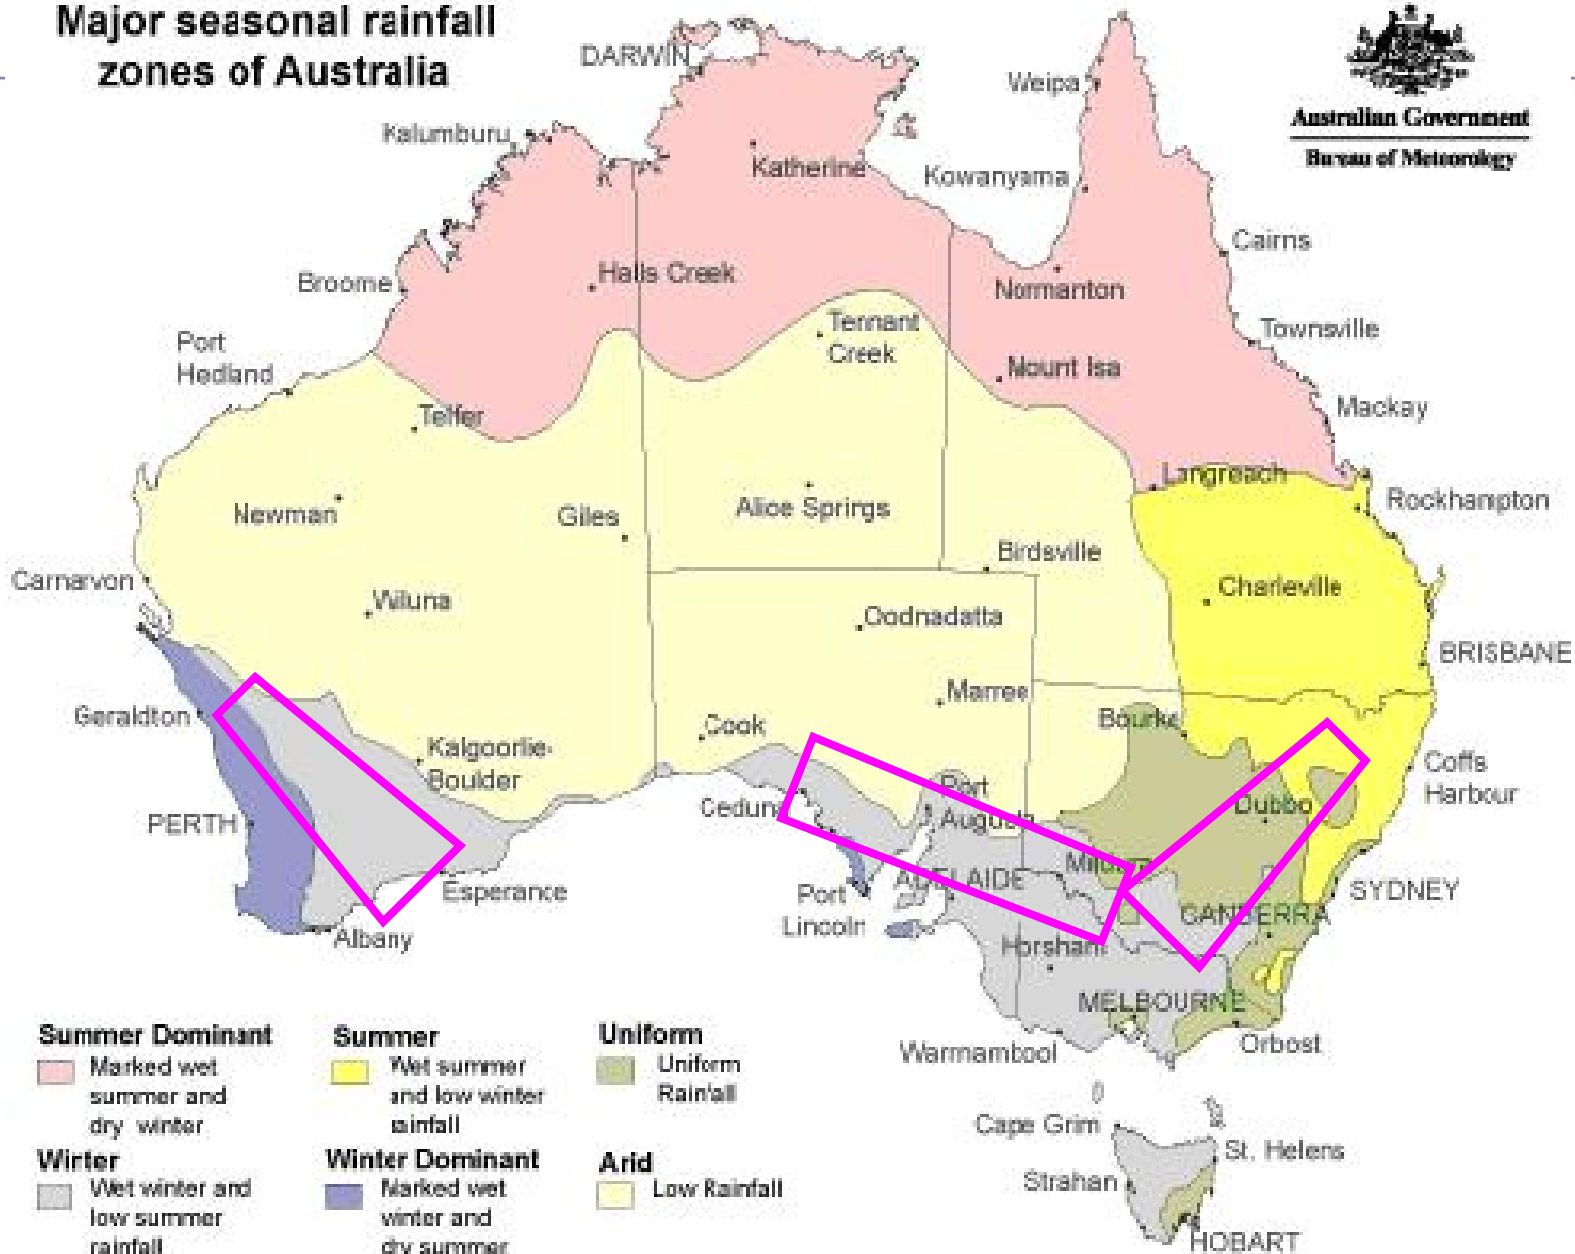 Major seasonal rainfall
zones of Australia
Australian Government
Bureau of Meteorology
DARWIN
Weipa
Kalumburu
Katherine
Kowanyama
Cairns
Broome
Halls Creek
Normanton
Port
Hedland
Tennant
Creek
Townsville
Mount Isa
Telfer
Mackay
Longreach
Newman
Giles
Alice Springs
Rockhampton
Birdsville
Carnarvon
Wiluna
Oodnadatta
Charleville
BRISBANE
Marree
Geraldton
Cook
Bourke
Kalgoorlie-
Boulder
Coffs
Harbour
PERTH
Ceduna
Port
Augusta
Dubbo
Mildura
ADELAIDE
Esperance
Port
Lincoln
CANBERRA
SYDNEY
Albany
Horsham
MELBOURNE
Warrnambool
Orbost
Cape Grim
St. Helens
Strahan
HOBART
Summer Dominant
Marked wet
summer and
dry winter
Summer
Wet summer
and low winter
rainfall
Uniform
Uniform
Rainfall
Winter
Wet winter and
low summer
rainfall
Winter Dominant
Marked wet
winter and
dry summer
Arid
Low Rainfall